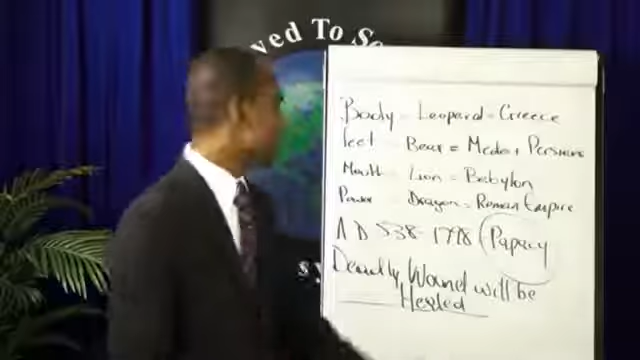 ved To Se
Body = Leopard = Greece
feet Bear = Medes + Persians
Mouth Lion = Babylon
Power Dragon = Roman Empire
A D 538-1798 (Papacy
Deadly Wound will be
Healed